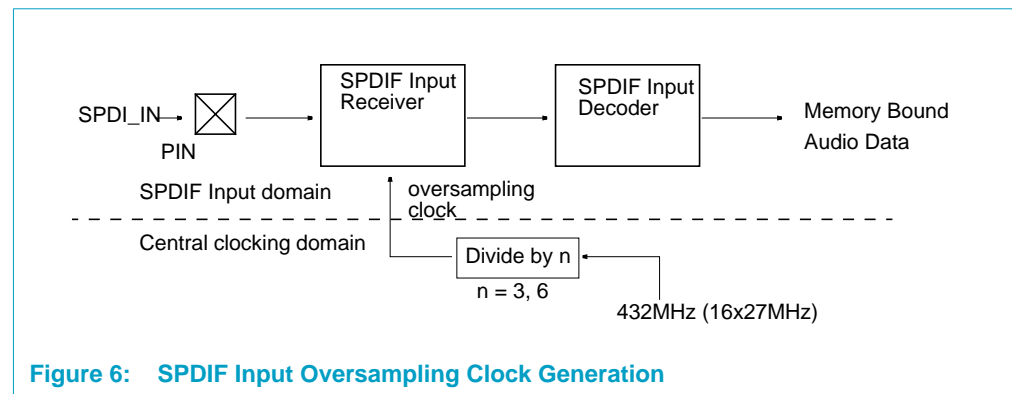 SPDI_IN
PIN
SPDIF Input
Receiver
SPDIF Input
Decoder
Memory Bound
Audio Data
SPDIF Input domain
oversampling
clock
Central clocking domain
Divide by n
n = 3, 6
432MHz (16x27MHz)
Figure 6: SPDIF Input Oversampling Clock Generation